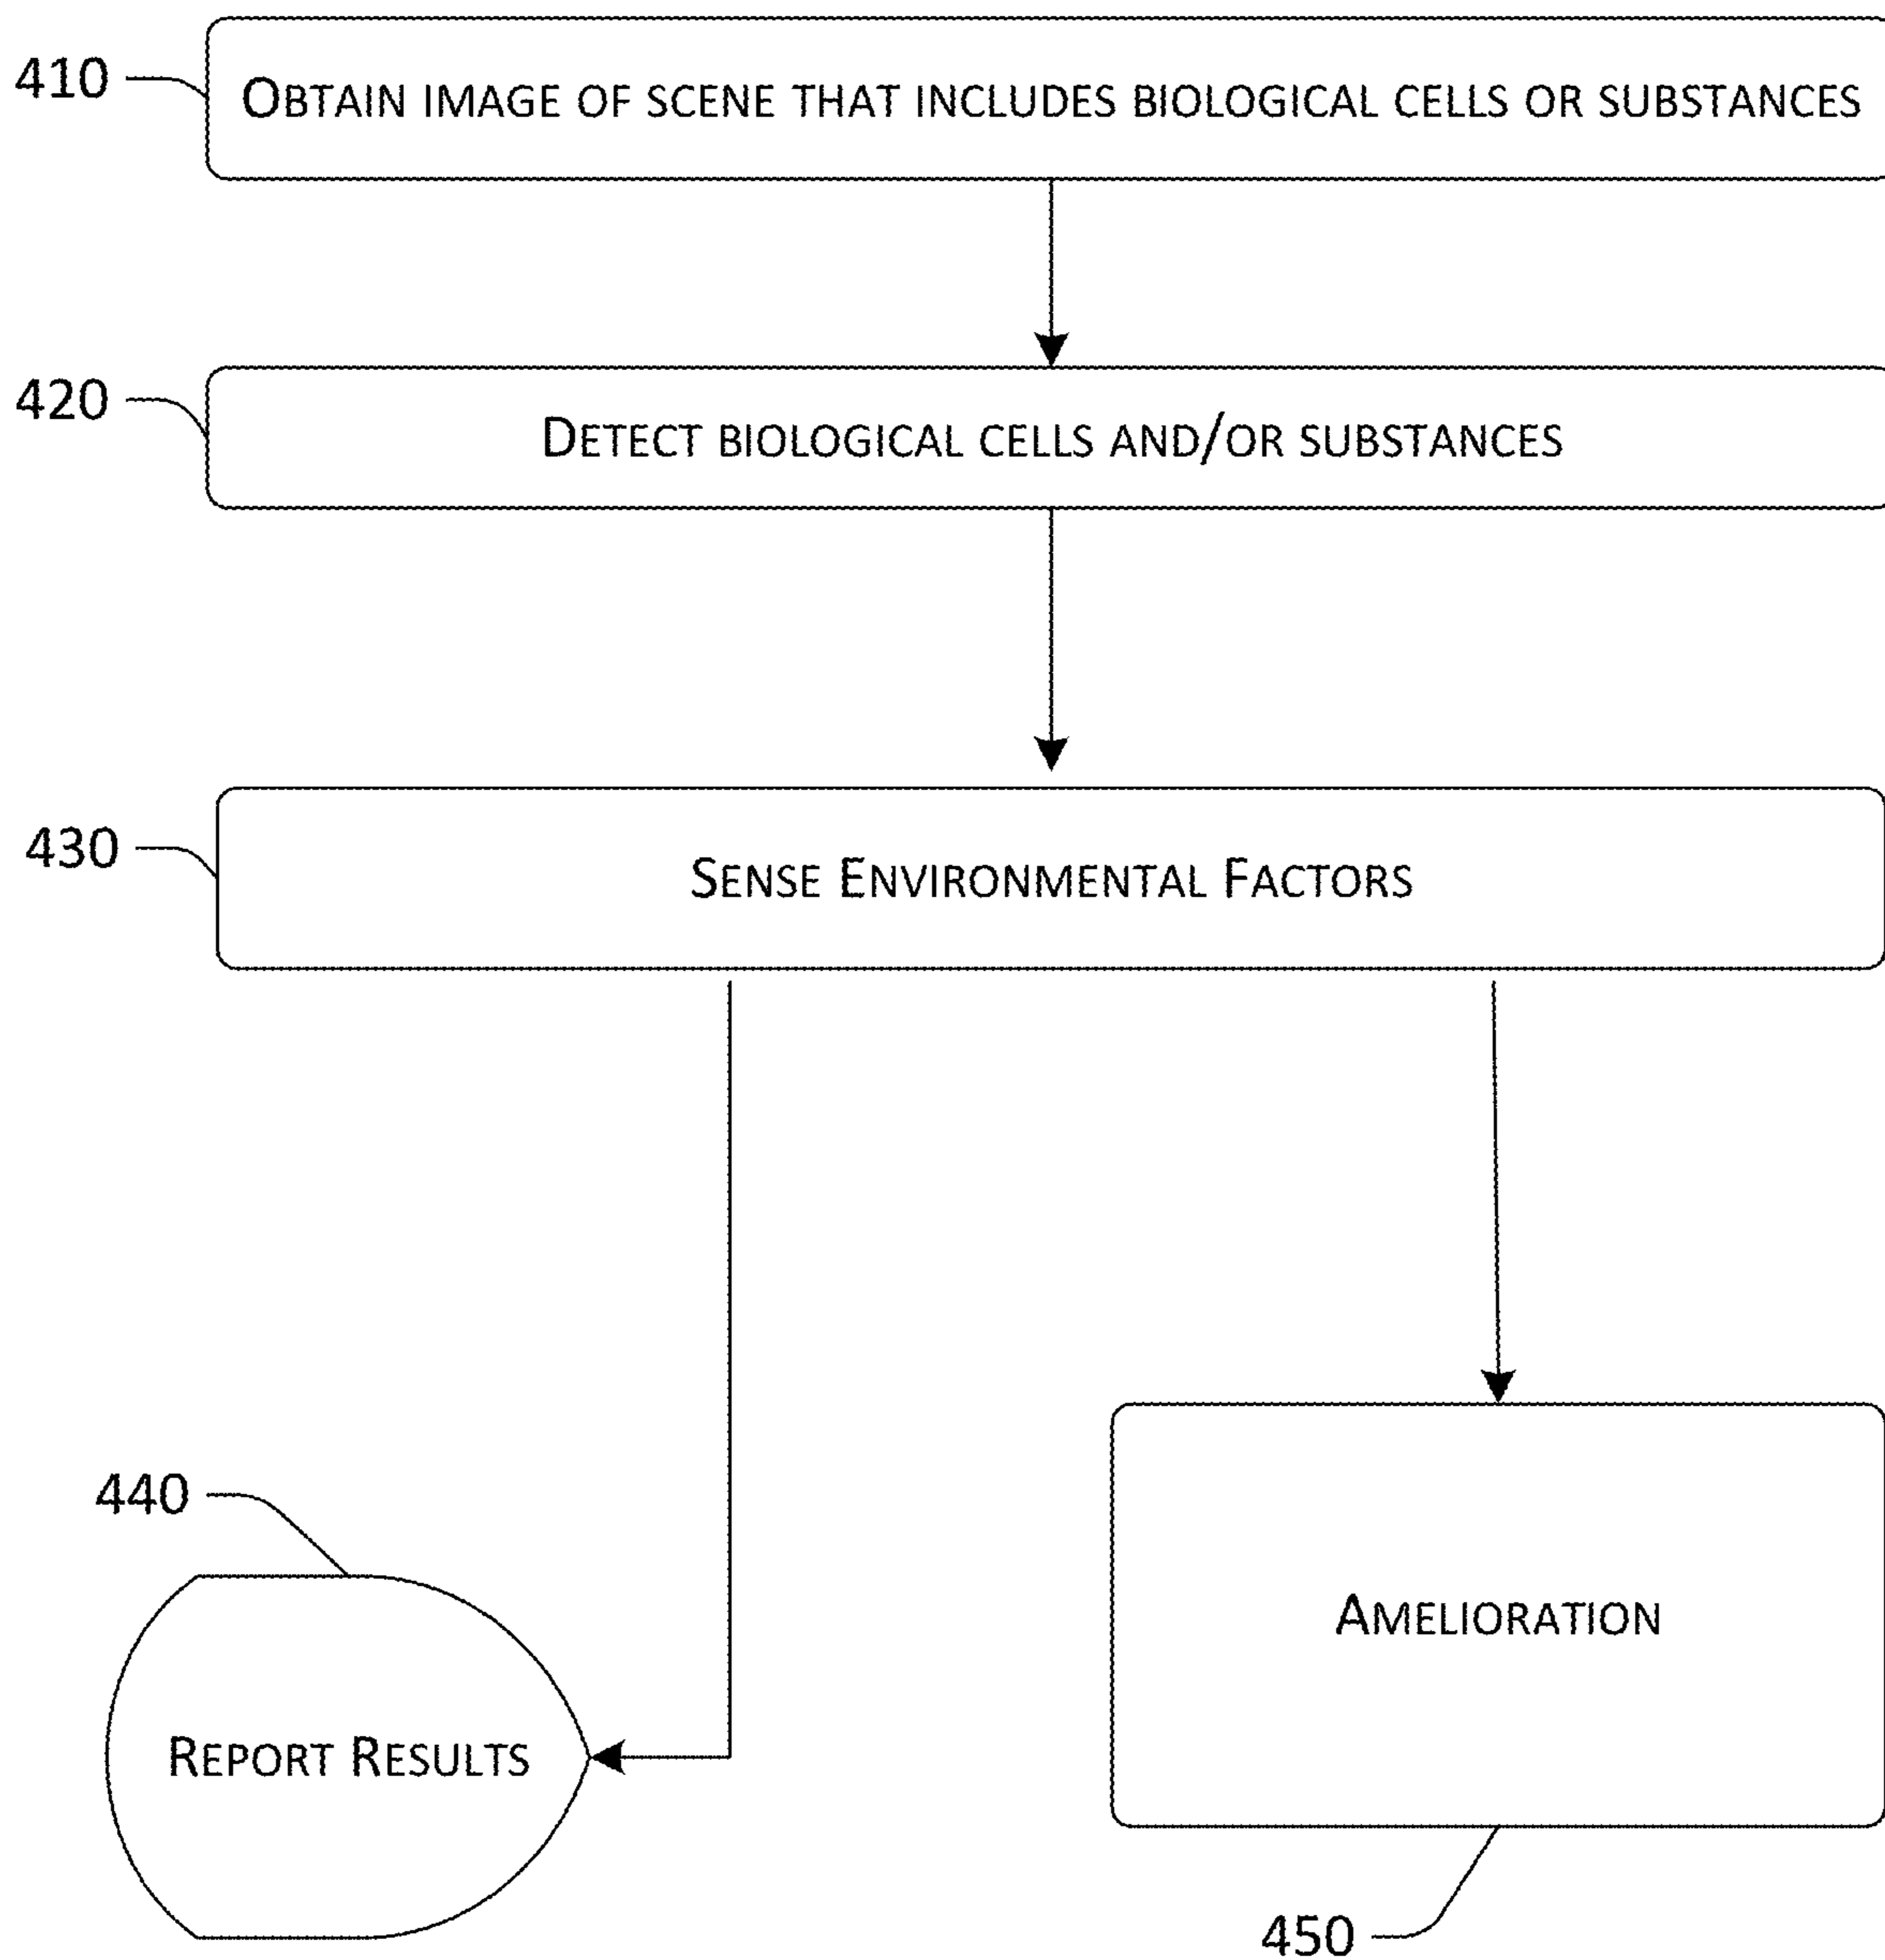 410
OBTAIN IMAGE OF SCENE THAT INCLUDES BIOLOGICAL CELLS OR SUBSTANCES
420
DETECT BIOLOGICAL CELLS AND/OR SUBSTANCES
430
SENSE ENVIRONMENTAL FACTORS
440
REPORT RESULTS
AMELIORATION
450